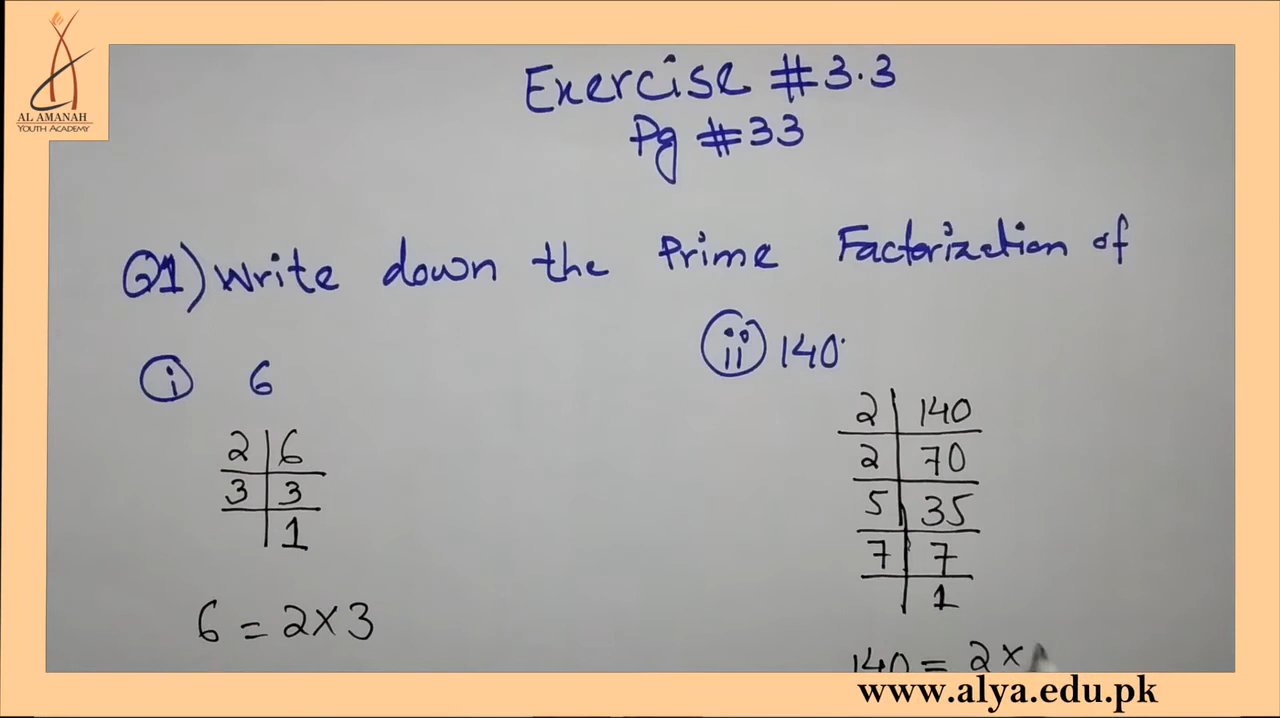 AL AMANAH
YOUTH ACADEMY
Exercise #3.3
Pg #33
Q1) Write down the Prime Factorization of
i 6
2 | 6
3 | 3
1
6 = 2×3
ii 140
2 | 140
2 | 70
5 | 35
7 | 7
1
140 = 2×
www.alya.edu.pk